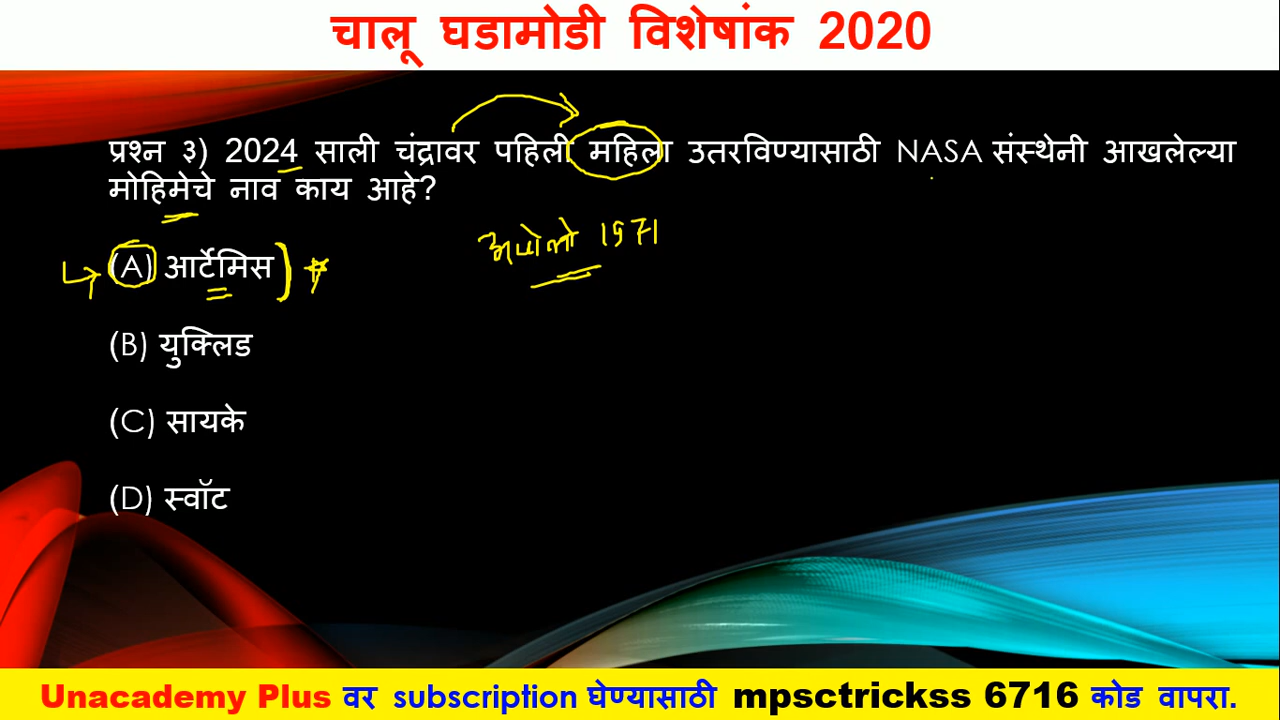 चालू घडामोडी विशेषांक 2020
प्रश्न ३) 2024 साली चंद्रावर पहिली महिला उतरविण्यासाठी NASA संस्थेनी आखलेल्या
मोहिमेचे नाव काय आहे?
अपोलो 1971
(A) आर्टेमिस
(B) युक्लिड
(C) सायके
(D) स्वॉट
Unacademy Plus वर subscription घेण्यासाठी mpsctrickss 6716 कोड वापरा.